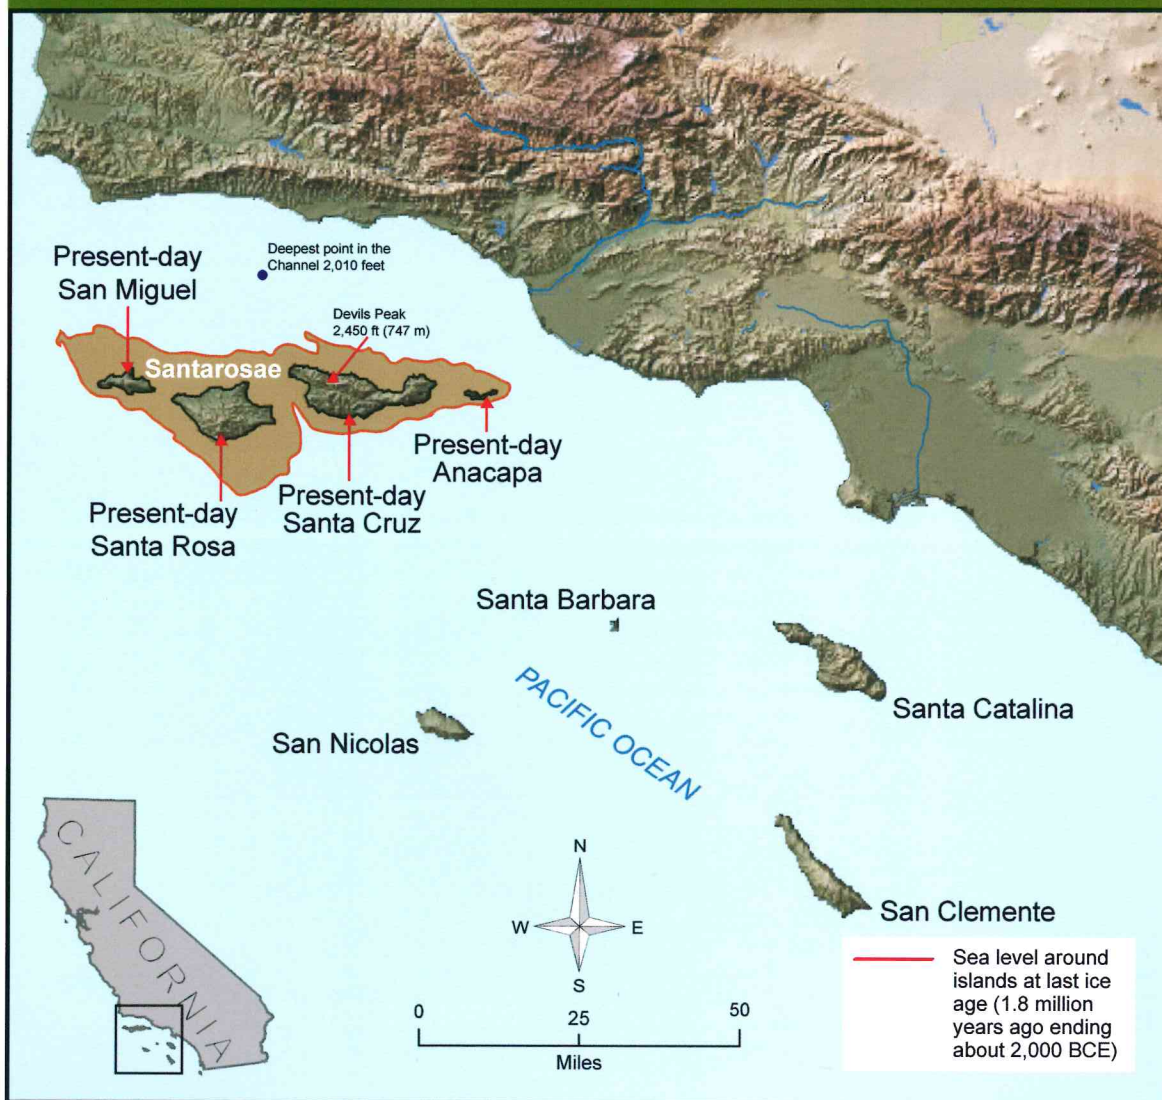 Deepest point in the
Channel 2,010 feet
Present-day
San Miguel
Devils Peak
2,450 ft (747 m)
Santarosae
Present-day
Anacapa
Present-day
Santa Cruz
Present-day
Santa Rosa
Santa Barbara
PACIFIC OCEAN
Santa Catalina
San Nicolas
San Clemente
CALIFORNIA
N
W
E
S
0
25
50
Miles
Sea level around
islands at last ice
age (1.8 million
years ago ending
about 2,000 BCE)